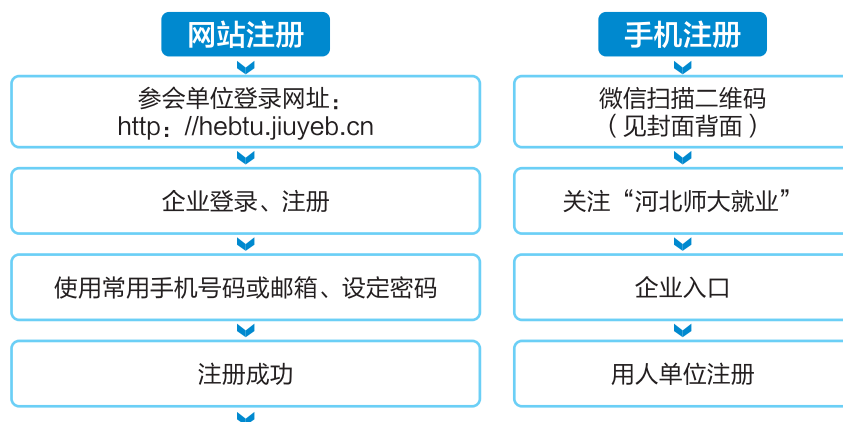 网站注册
参会单位登录网址：
http：//hebtu.jiuyeb.cn
企业登录、注册
使用常用手机号码或邮箱、设定密码
注册成功
手机注册
微信扫描二维码
（见封面背面）
关注“河北师大就业”
企业入口
用人单位注册